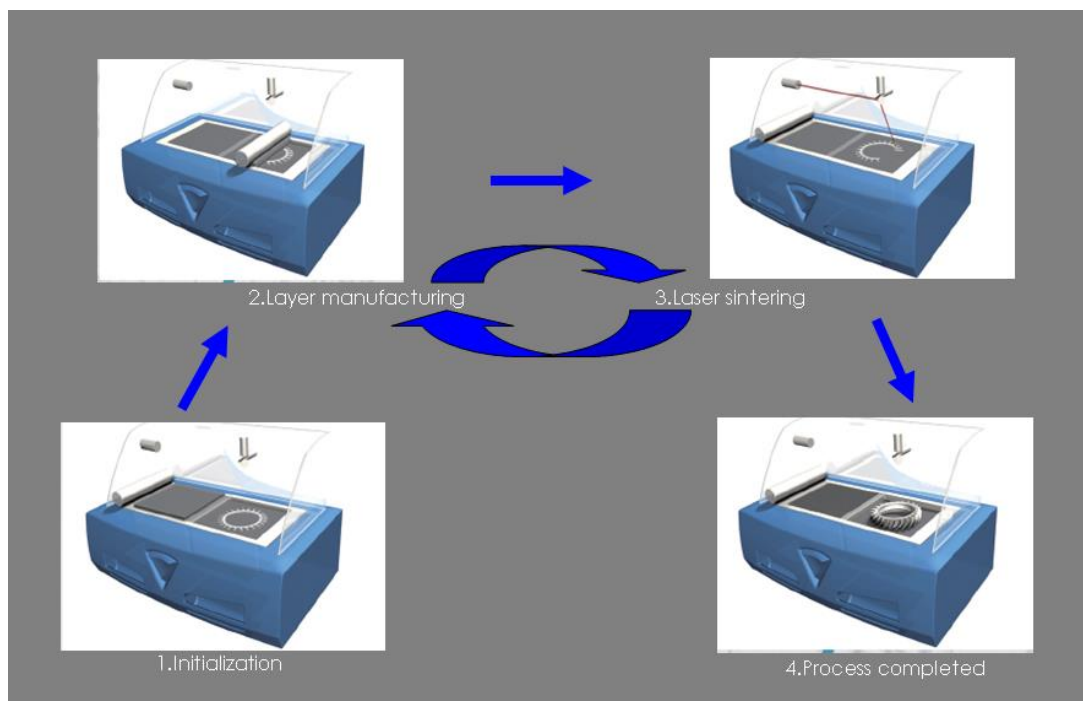 2.Layer manufacturing
3.Laser sintering
1.Initialization
4.Process completed